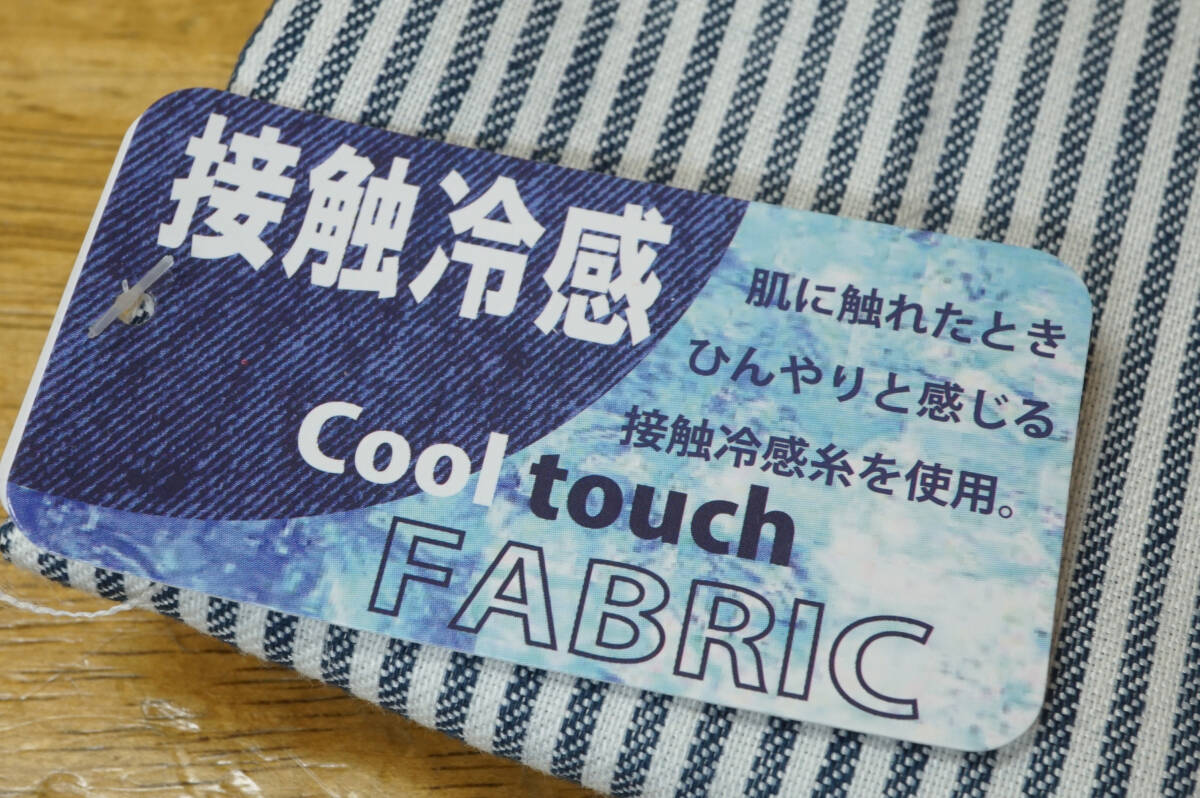 接触冷感
肌に触れたとき
ひんやりと感じる
接触冷感糸を使用。
Cool touch
FABRIC